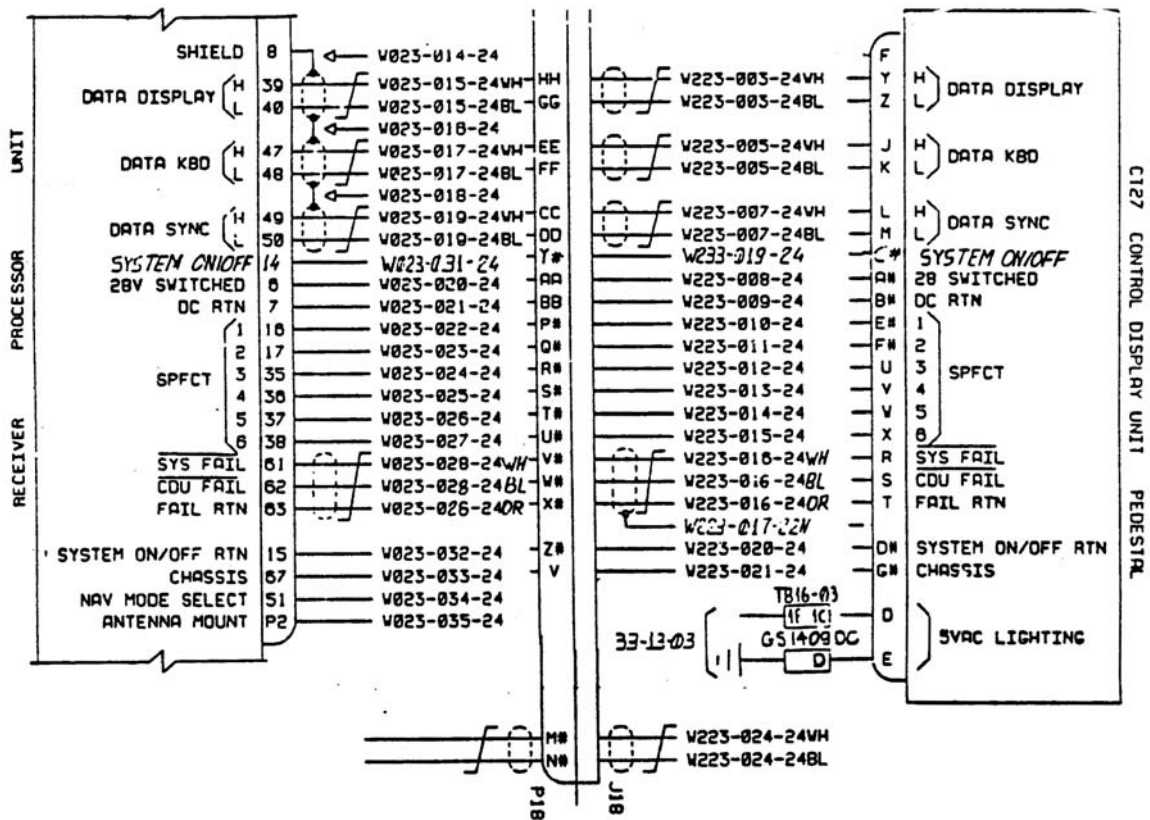 SHIELD 8 W023-014-24 F
DATA DISPLAY H 39 W023-015-24WH HH W223-003-24WH Y H DATA DISPLAY
L 40 W023-015-24BL GG W223-003-24BL Z L
W023-016-24
DATA KBD H 47 W023-017-24WH EE W223-005-24WH J H DATA KBD
L 48 W023-017-24BL FF W223-005-24BL K L
W023-018-24
DATA SYNC H 49 W023-019-24WH CC W223-007-24WH L H DATA SYNC
L 50 W023-019-24BL DD W223-007-24BL M L
SYSTEM ON/OFF 14 W023-031-24 Y# W233-019-24 C# SYSTEM ON/OFF
28V SWITCHED 6 W023-020-24 AA W223-008-24 A# 28 SWITCHED
DC RTN 7 W023-021-24 BB W223-009-24 B# DC RTN
1 16 W023-022-24 P# W223-010-24 E# 1
2 17 W023-023-24 Q# W223-011-24 F# 2
SPFCT 3 35 W023-024-24 R# W223-012-24 U 3 SPFCT
4 36 W023-025-24 S# W223-013-24 V 4
5 37 W023-026-24 T# W223-014-24 W 5
6 38 W023-027-24 U# W223-015-24 X 6
SYS FAIL 61 W023-028-24WH V# W223-016-24WH R SYS FAIL
CDU FAIL 62 W023-028-24BL W# W223-016-24BL S CDU FAIL
FAIL RTN 63 W023-026-24OR X# W223-016-24OR T FAIL RTN
W223-017-22N
SYSTEM ON/OFF RTN 15 W023-032-24 Z# W223-020-24 D# SYSTEM ON/OFF RTN
CHASSIS 67 W023-033-24 V W223-021-24 G# CHASSIS
NAV MODE SELECT 51 W023-034-24
ANTENNA MOUNT P2 W023-035-24
TB16-03
1F 1C D
33-13-03 5VAC LIGHTING
GS1409 DC
D E
M# W223-024-24WH
N# W223-024-24BL
P18 J18
RECEIVER PROCESSOR UNIT
C127 CONTROL DISPLAY UNIT PEDESTAL